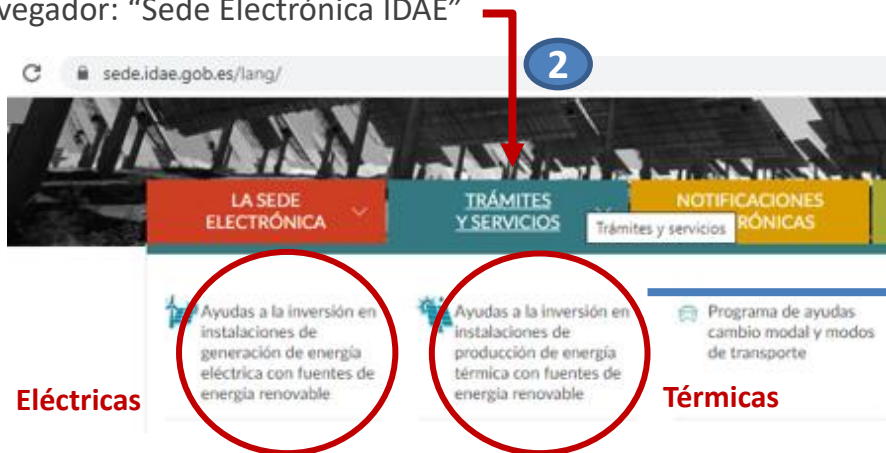 vegador: “Sede Electrónica IDAE”
2
sede.idae.gob.es/lang/
LA SEDE
ELECTRÓNICA
TRÁMITES
Y SERVICIOS
NOTIFICACIONES
RÓNICAS
Trámites y servicios
Ayudas a la inversión en
instalaciones de
generación de energía
eléctrica con fuentes de
energía renovable
Ayudas a la inversión en
instalaciones de
producción de energía
térmica con fuentes de
energía renovable
Programa de ayudas
cambio modal y modos
de transporte
Eléctricas
Térmicas